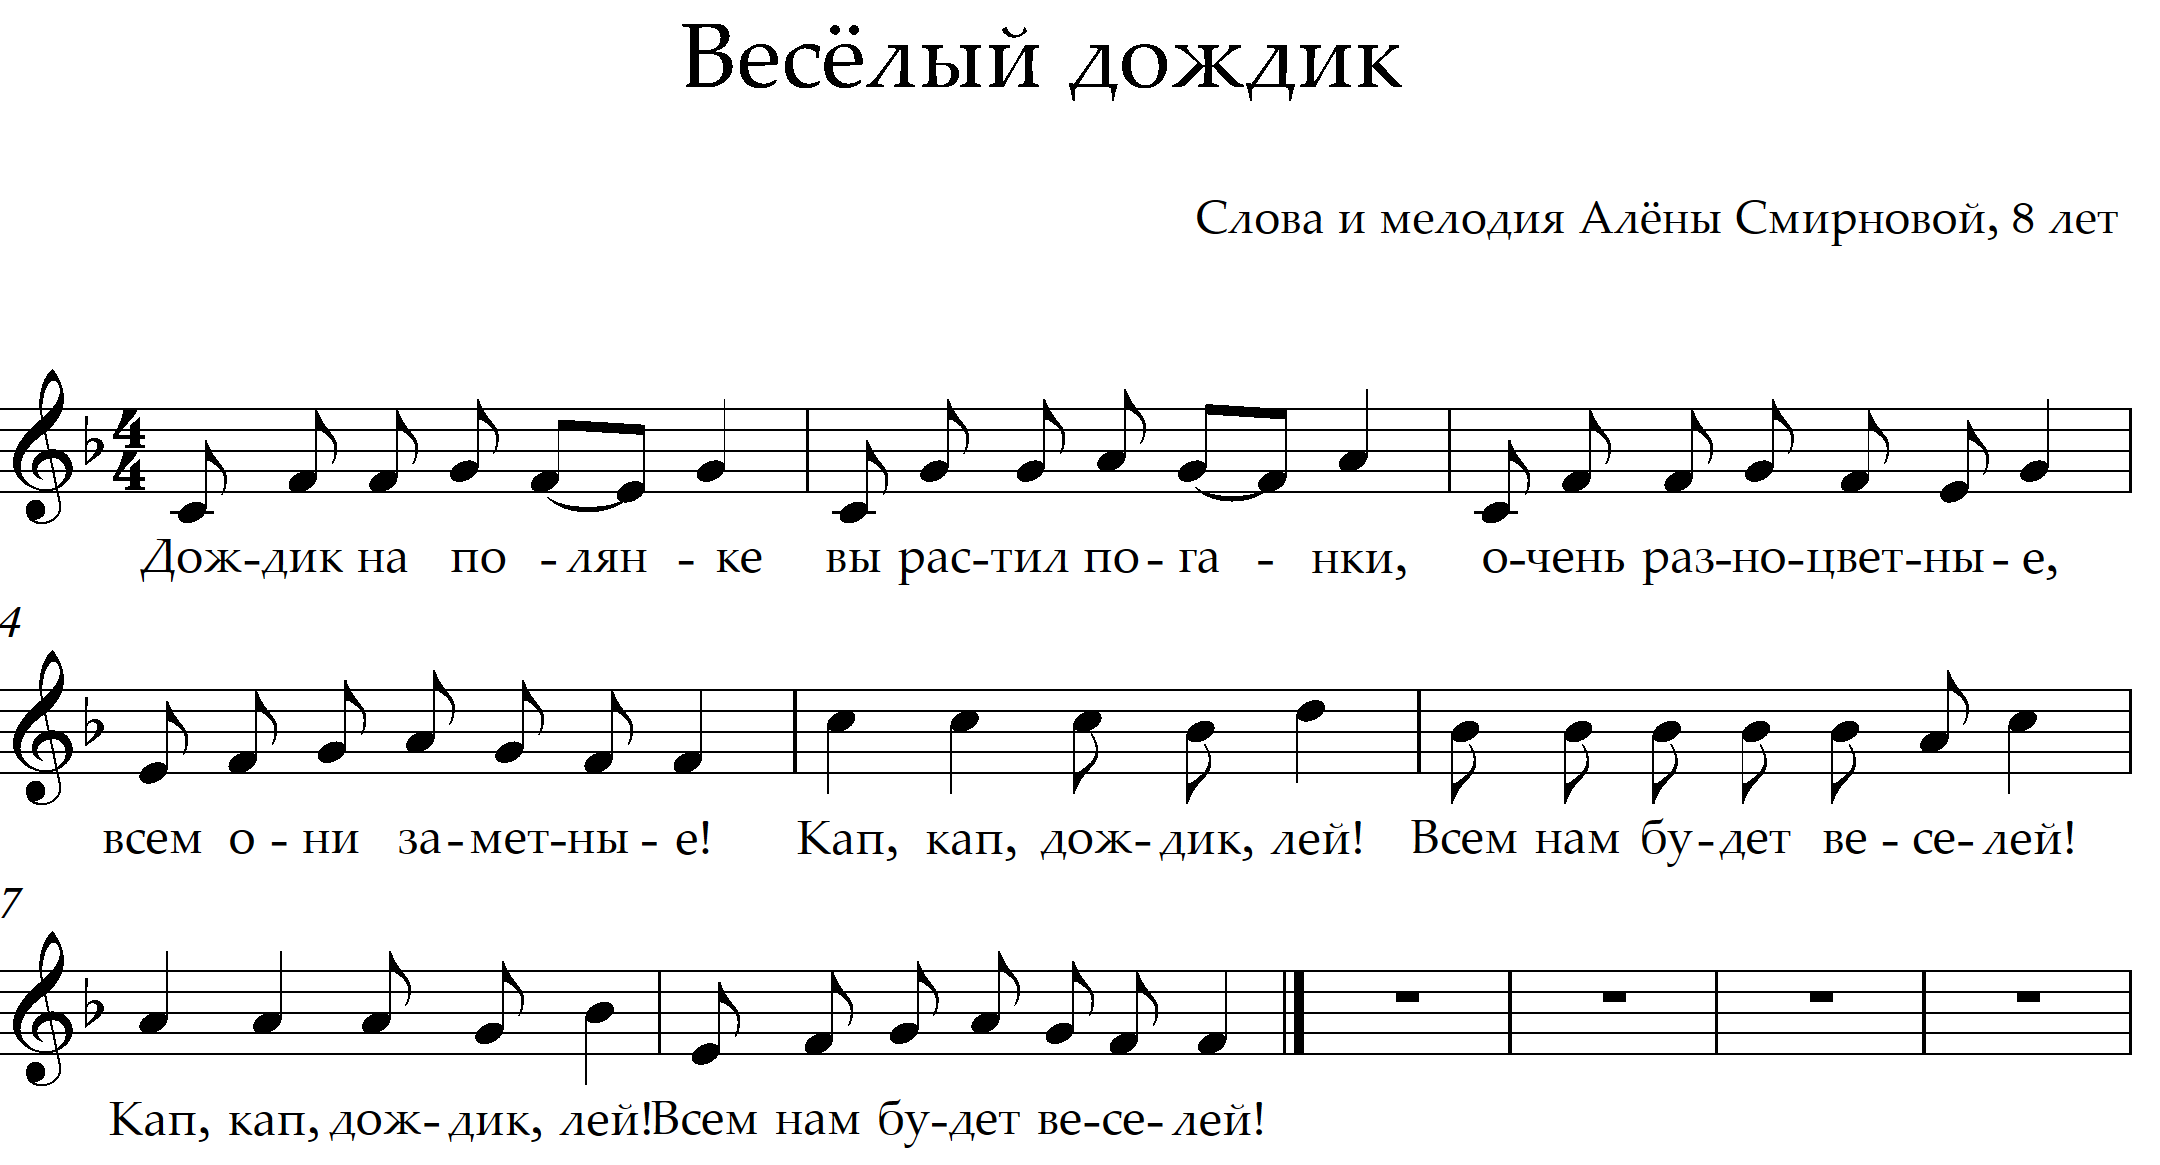 Весёлый дождик
Слова и мелодия Алёны Смирновой, 8 лет
4
4
Дож-дик на по - лян - ке вы рас-тил по-га - нки, о-чень раз-но-цвет-ны-е,
4
всем о - ни за-мет-ны - е! Кап, кап, дож-дик, лей! Всем нам бу-дет ве - се-лей!
7
Кап, кап, дож-дик, лей!Всем нам бу-дет ве-се-лей!